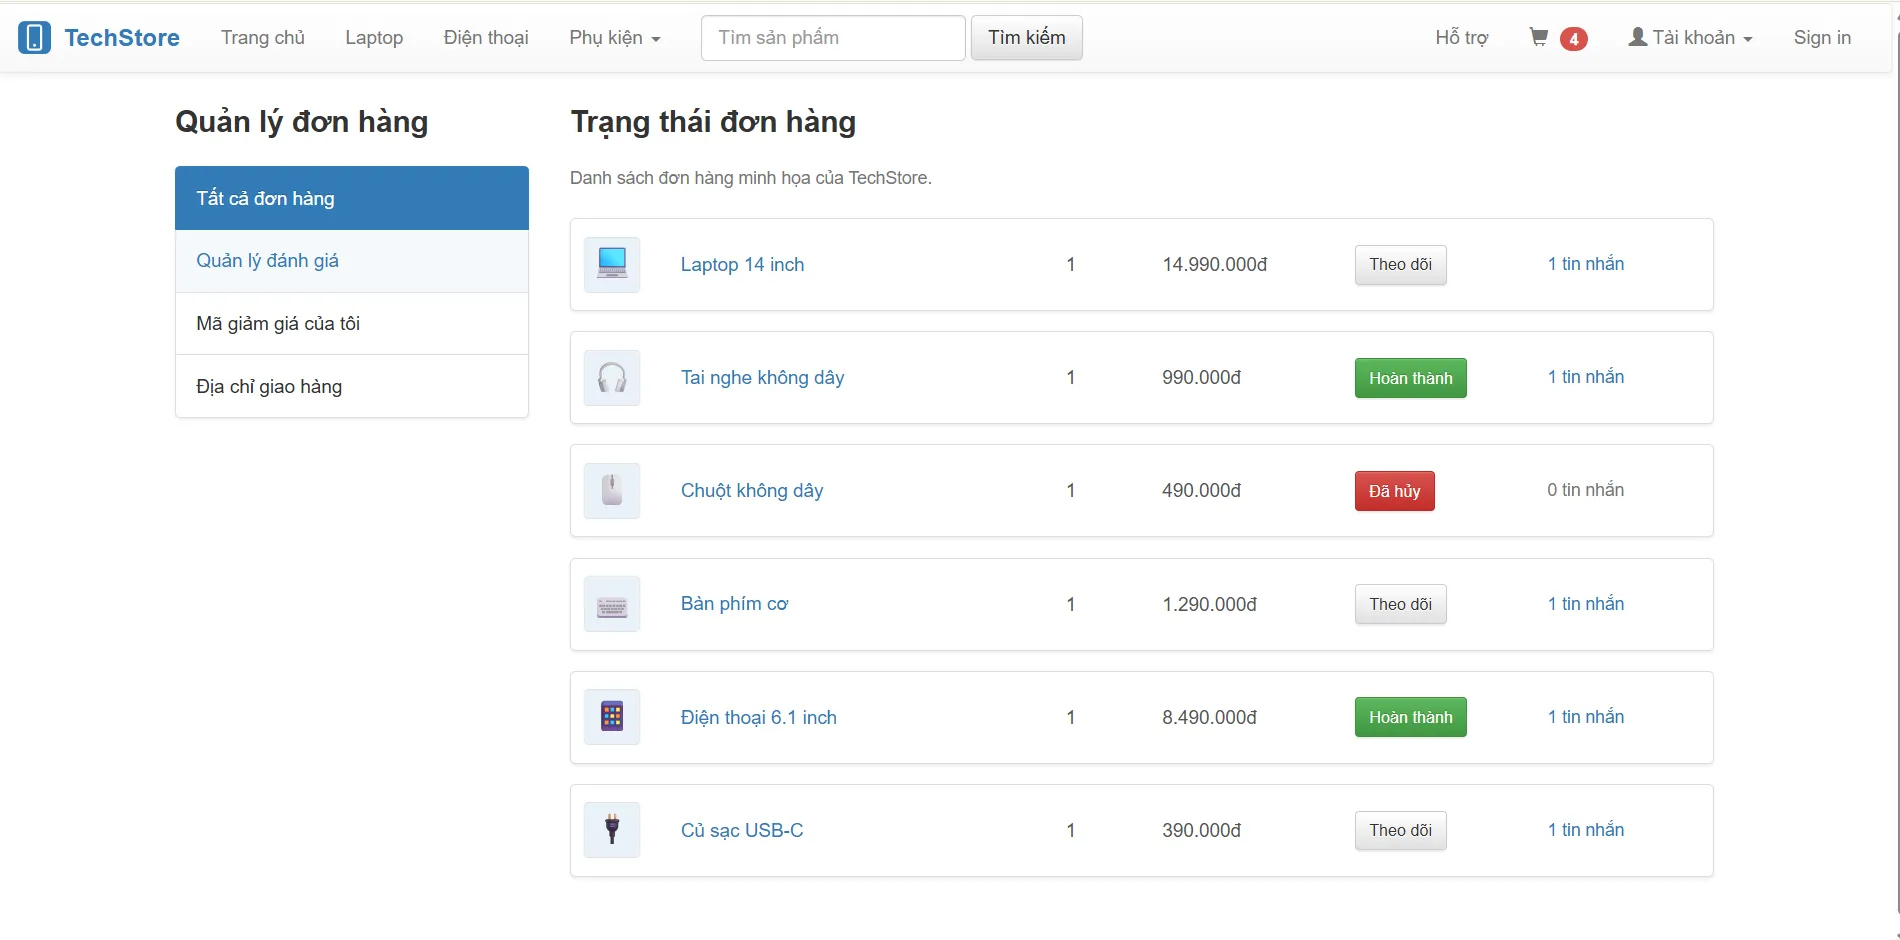 TechStore Trang chủ Laptop Điện thoại Phụ kiện Tìm sản phẩm Tìm kiếm Hỗ trợ 4 Tài khoản Sign in
Quản lý đơn hàng
Tất cả đơn hàng
Quản lý đánh giá
Mã giảm giá của tôi
Địa chỉ giao hàng
Trạng thái đơn hàng
Danh sách đơn hàng minh họa của TechStore.
Laptop 14 inch 1 14.990.000đ Theo dõi 1 tin nhắn
Tai nghe không dây 1 990.000đ Hoàn thành 1 tin nhắn
Chuột không dây 1 490.000đ Đã hủy 0 tin nhắn
Bàn phím cơ 1 1.290.000đ Theo dõi 1 tin nhắn
Điện thoại 6.1 inch 1 8.490.000đ Hoàn thành 1 tin nhắn
Củ sạc USB-C 1 390.000đ Theo dõi 1 tin nhắn